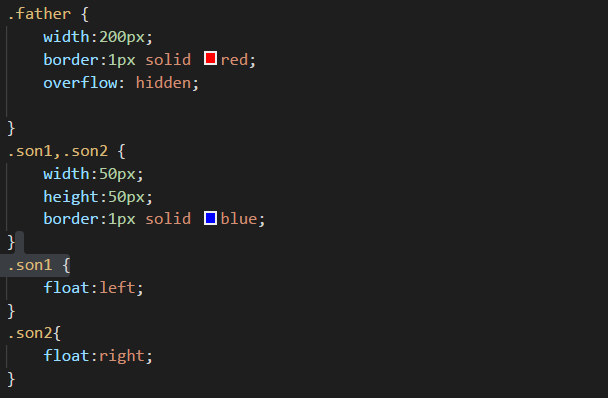 .father {
    width:200px;
    border:1px solid red;
    overflow: hidden;
}
.son1,.son2 {
    width:50px;
    height:50px;
    border:1px solid blue;
}
.son1 {
    float:left;
}
.son2{
    float:right;
}